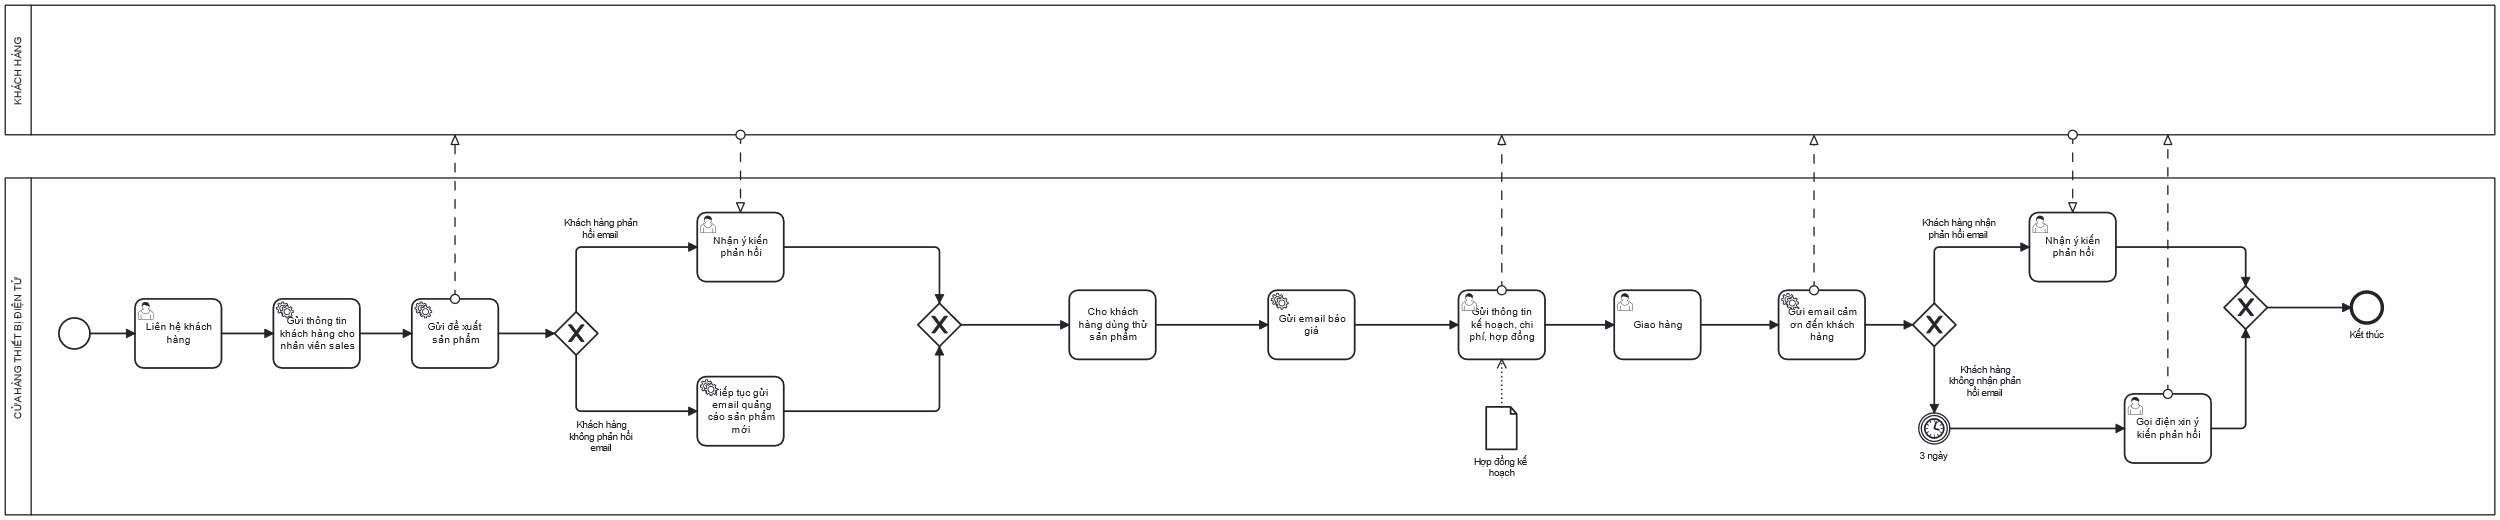 KHÁCH HÀNG
CỬA HÀNG THIẾT BỊ ĐIỆN TỬ
Liên hệ khách
hàng
Gửi thông tin
khách hàng cho
nhân viên sales
Gửi đề xuất
sản phẩm
Khách hàng phản
hồi email
Nhận ý kiến
phản hồi
Khách hàng
không phản hồi
email
Tiếp tục gửi
email quảng
cáo sản phẩm
mới
Cho khách
hàng dùng thử
sản phẩm
Gửi email báo
giá
Gửi thông tin
kế hoạch, chi
phí, hợp đồng
Hợp đồng kế
hoạch
Giao hàng
Gửi email cảm
ơn đến khách
hàng
Khách hàng nhận
phản hồi email
Nhận ý kiến
phản hồi
Khách hàng
không nhận phản
hồi email
3 ngày
Gọi điện xin ý
kiến phản hồi
Kết thúc